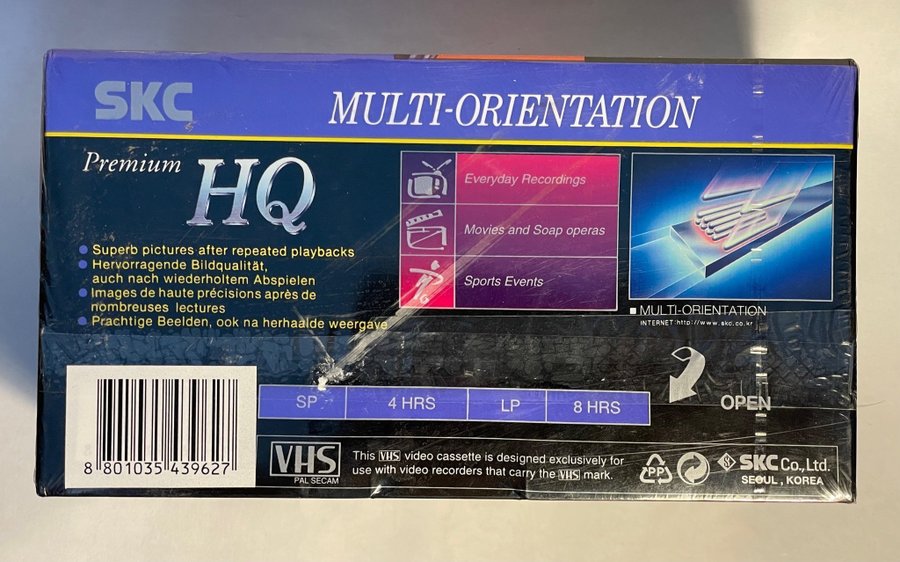 SKC
MULTI-ORIENTATION
Premium
HQ
Superb pictures after repeated playbacks
Hervorragende Bildqualität,
auch nach wiederholtem Abspielen
Images de haute précisions après de
nombreuses lectures
Prachtige Beelden, ook na herhaalde weergave
Everyday Recordings
Movies and Soap operas
Sports Events
MULTI-ORIENTATION
INTERNET:http://www.skc.co.kr
OPEN
SP 4 HRS LP 8 HRS
8 801035 439627
VHS
PAL SECAM
This VHS video cassette is designed exclusively for
use with video recorders that carry the VHS mark.
PP
SKC Co., Ltd.
SEOUL, KOREA